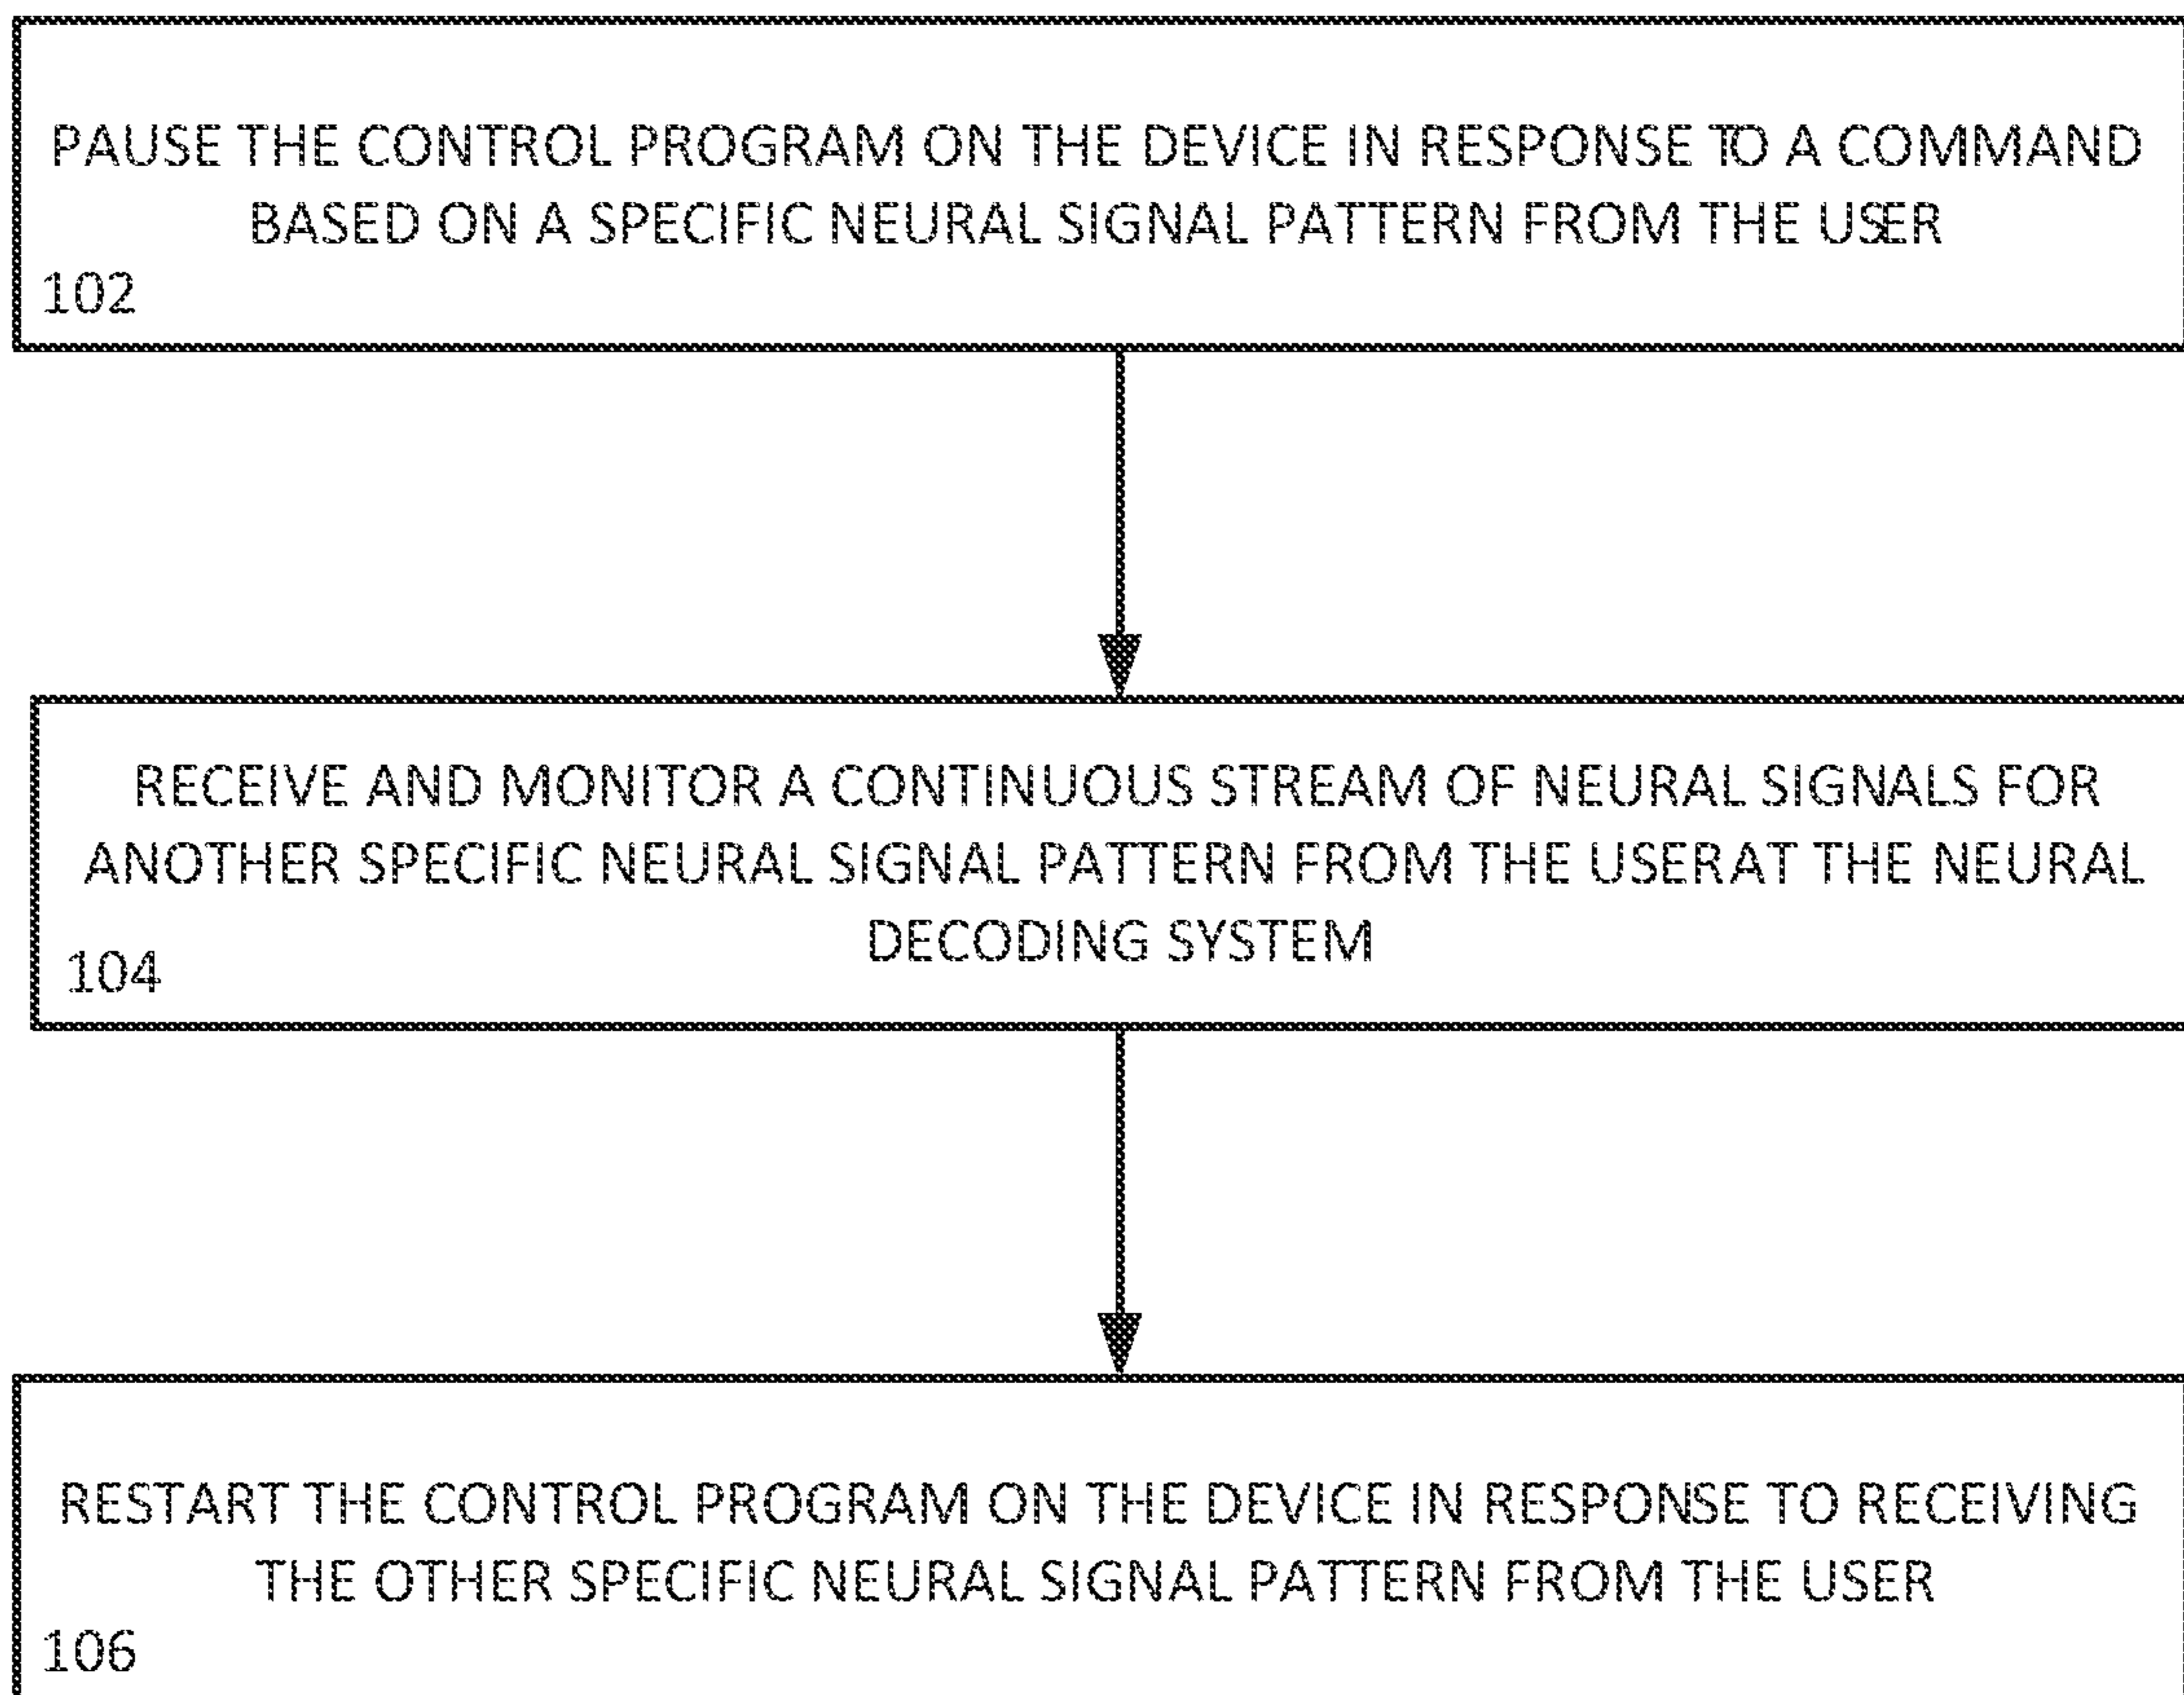 PAUSE THE CONTROL PROGRAM ON THE DEVICE IN RESPONSE TO A COMMAND
BASED ON A SPECIFIC NEURAL SIGNAL PATTERN FROM THE USER
102
RECEIVE AND MONITOR A CONTINUOUS STREAM OF NEURAL SIGNALS FOR
ANOTHER SPECIFIC NEURAL SIGNAL PATTERN FROM THE USER AT THE NEURAL
DECODING SYSTEM
104
RESTART THE CONTROL PROGRAM ON THE DEVICE IN RESPONSE TO RECEIVING
THE OTHER SPECIFIC NEURAL SIGNAL PATTERN FROM THE USER
106